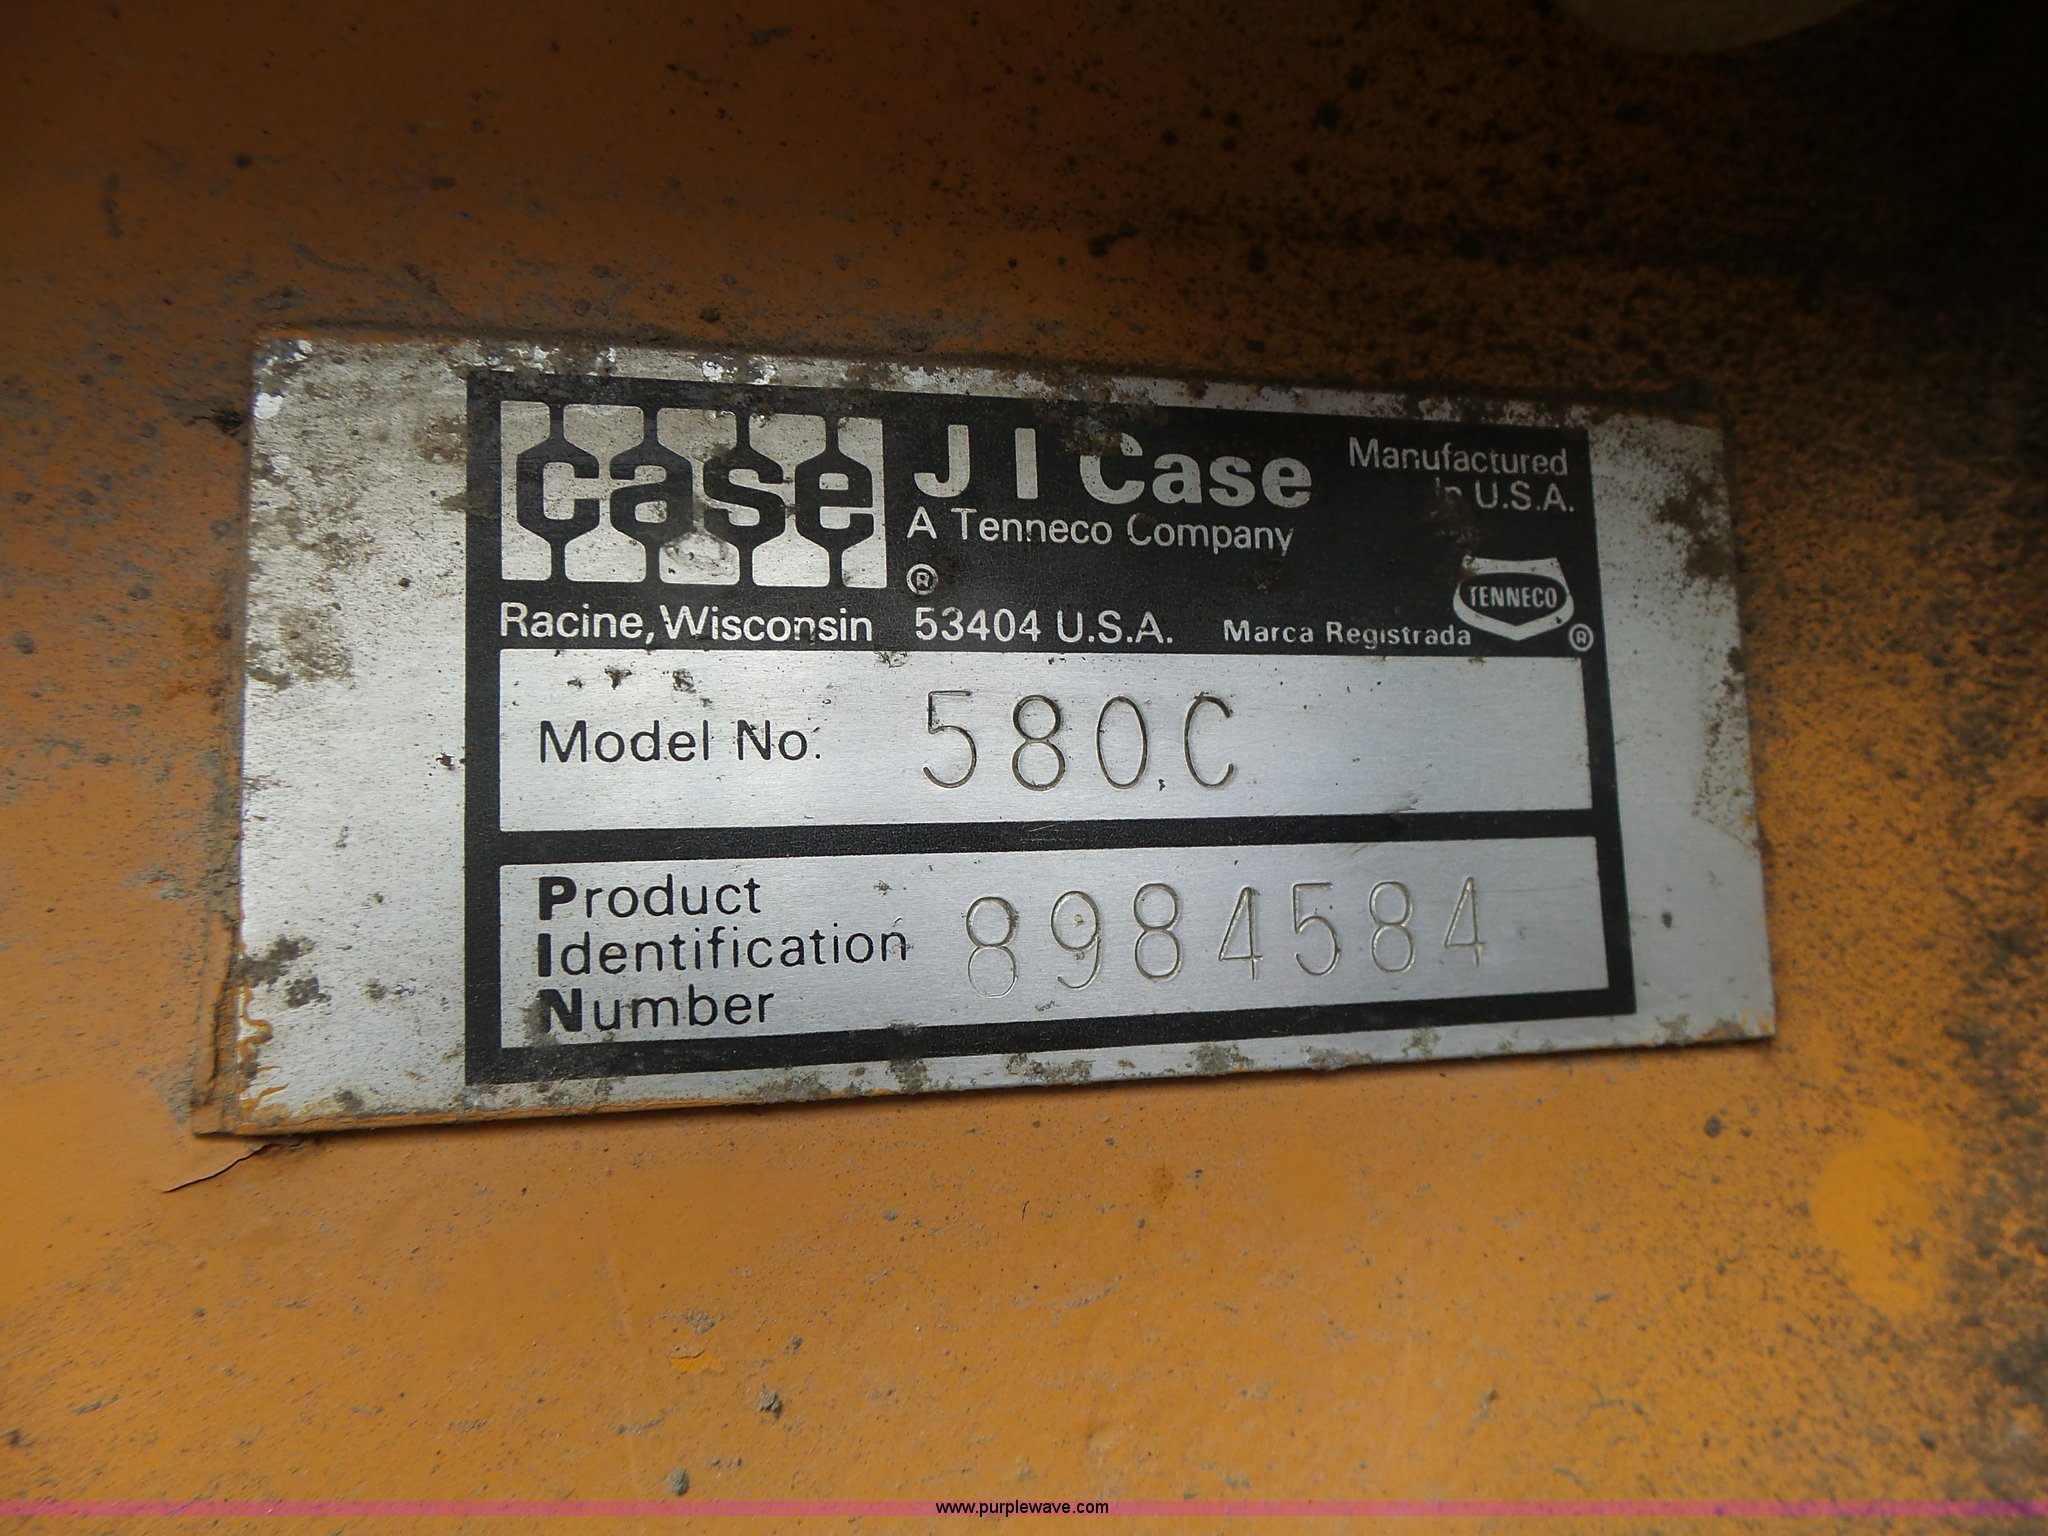 case
J I Case
Manufactured
In U.S.A.
A Tenneco Company
®
TENNECO
Racine, Wisconsin 53404 U.S.A. Marca Registrada ®
Model No. 580C
Product
Identification 8984584
Number
www.purplewave.com